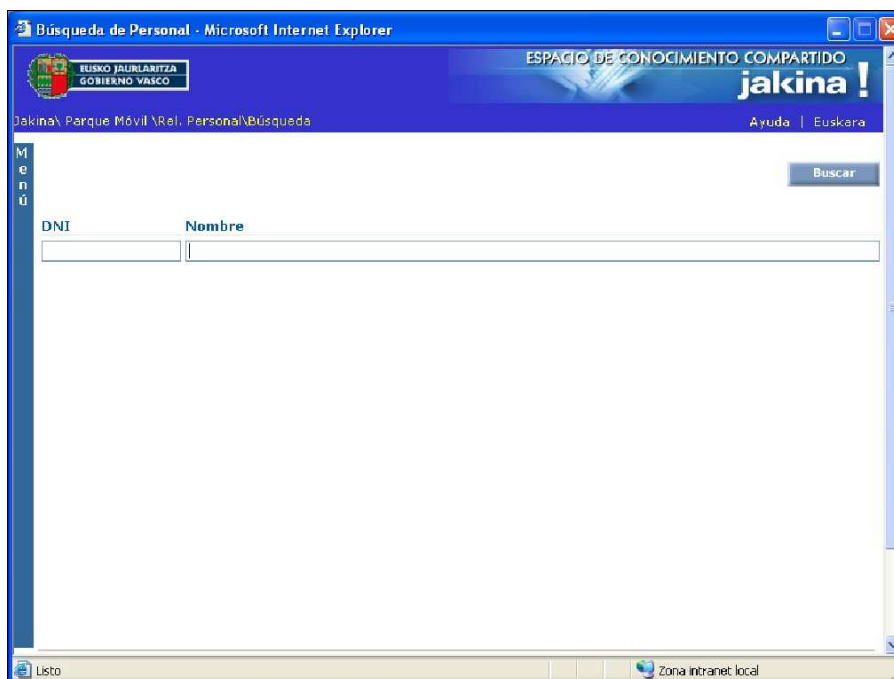 Búsqueda de Personal - Microsoft Internet Explorer
EUSKO JAURLARITZA
GOBIERNO VASCO
ESPACIO DE CONOCIMIENTO COMPARTIDO
jakina!
Jakina\ Parque Móvil \Rel. Personal\Búsqueda
Ayuda | Euskara
Menú
Buscar
DNI Nombre
Listo
Zona intranet local